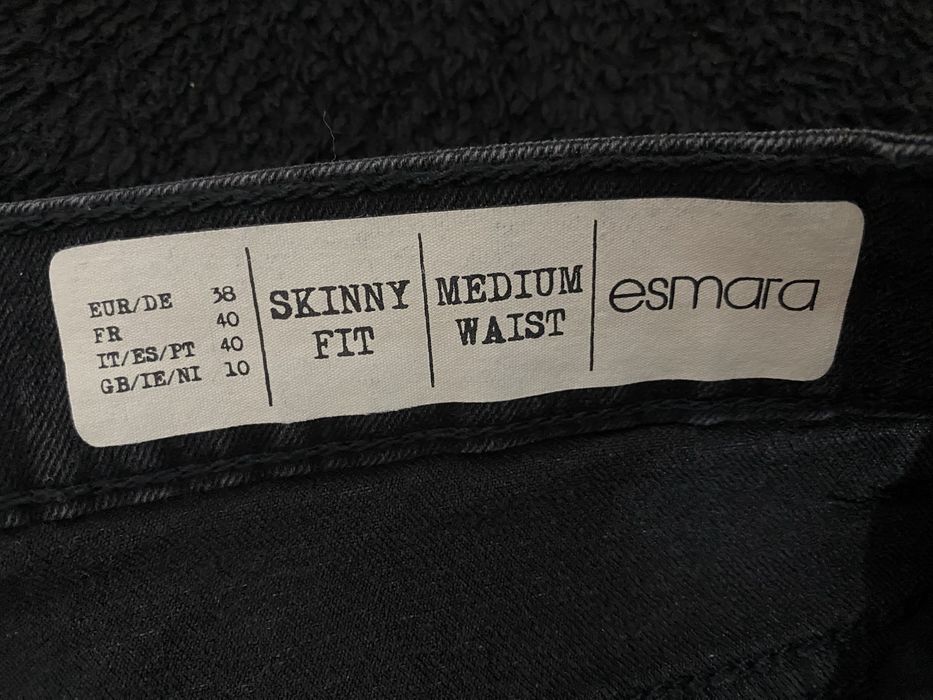 EUR/DE 38
FR 40
IT/ES/PT 40
GB/IE/NI 10
SKINNY
FIT
MEDIUM
WAIST
esmara